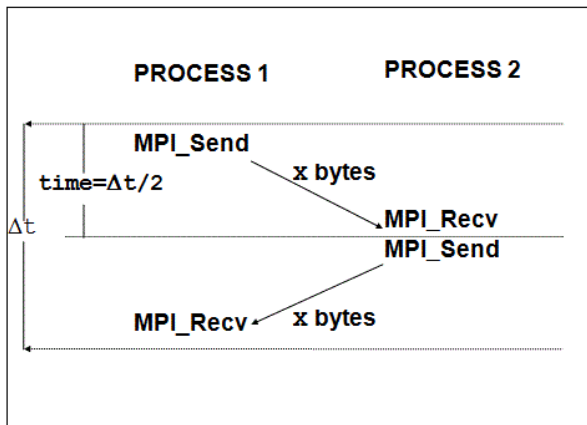 PROCESS 1
PROCESS 2
MPI_Send
x bytes
time=Δt/2
Δt
MPI_Recv
MPI_Send
MPI_Recv
x bytes